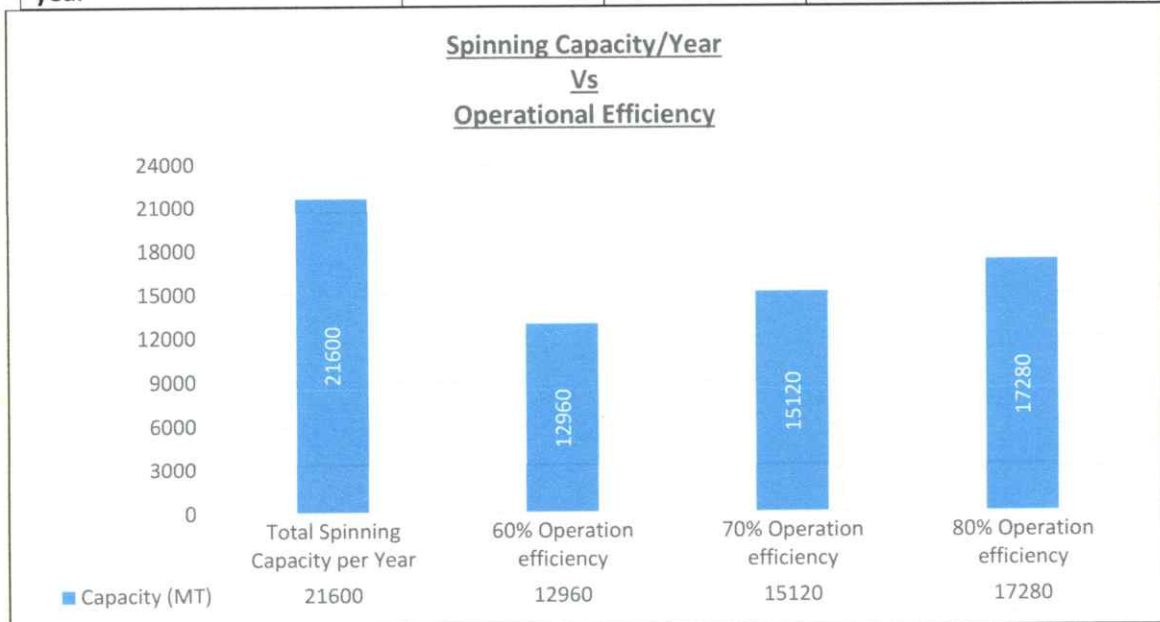 year
Spinning Capacity/Year
Vs
Operational Efficiency
24000
21000
18000
15000
12000
9000
6000
3000
0
21600
12960
15120
17280
Total Spinning
Capacity per Year
60% Operation
efficiency
70% Operation
efficiency
80% Operation
efficiency
Capacity (MT) 21600 12960 15120 17280